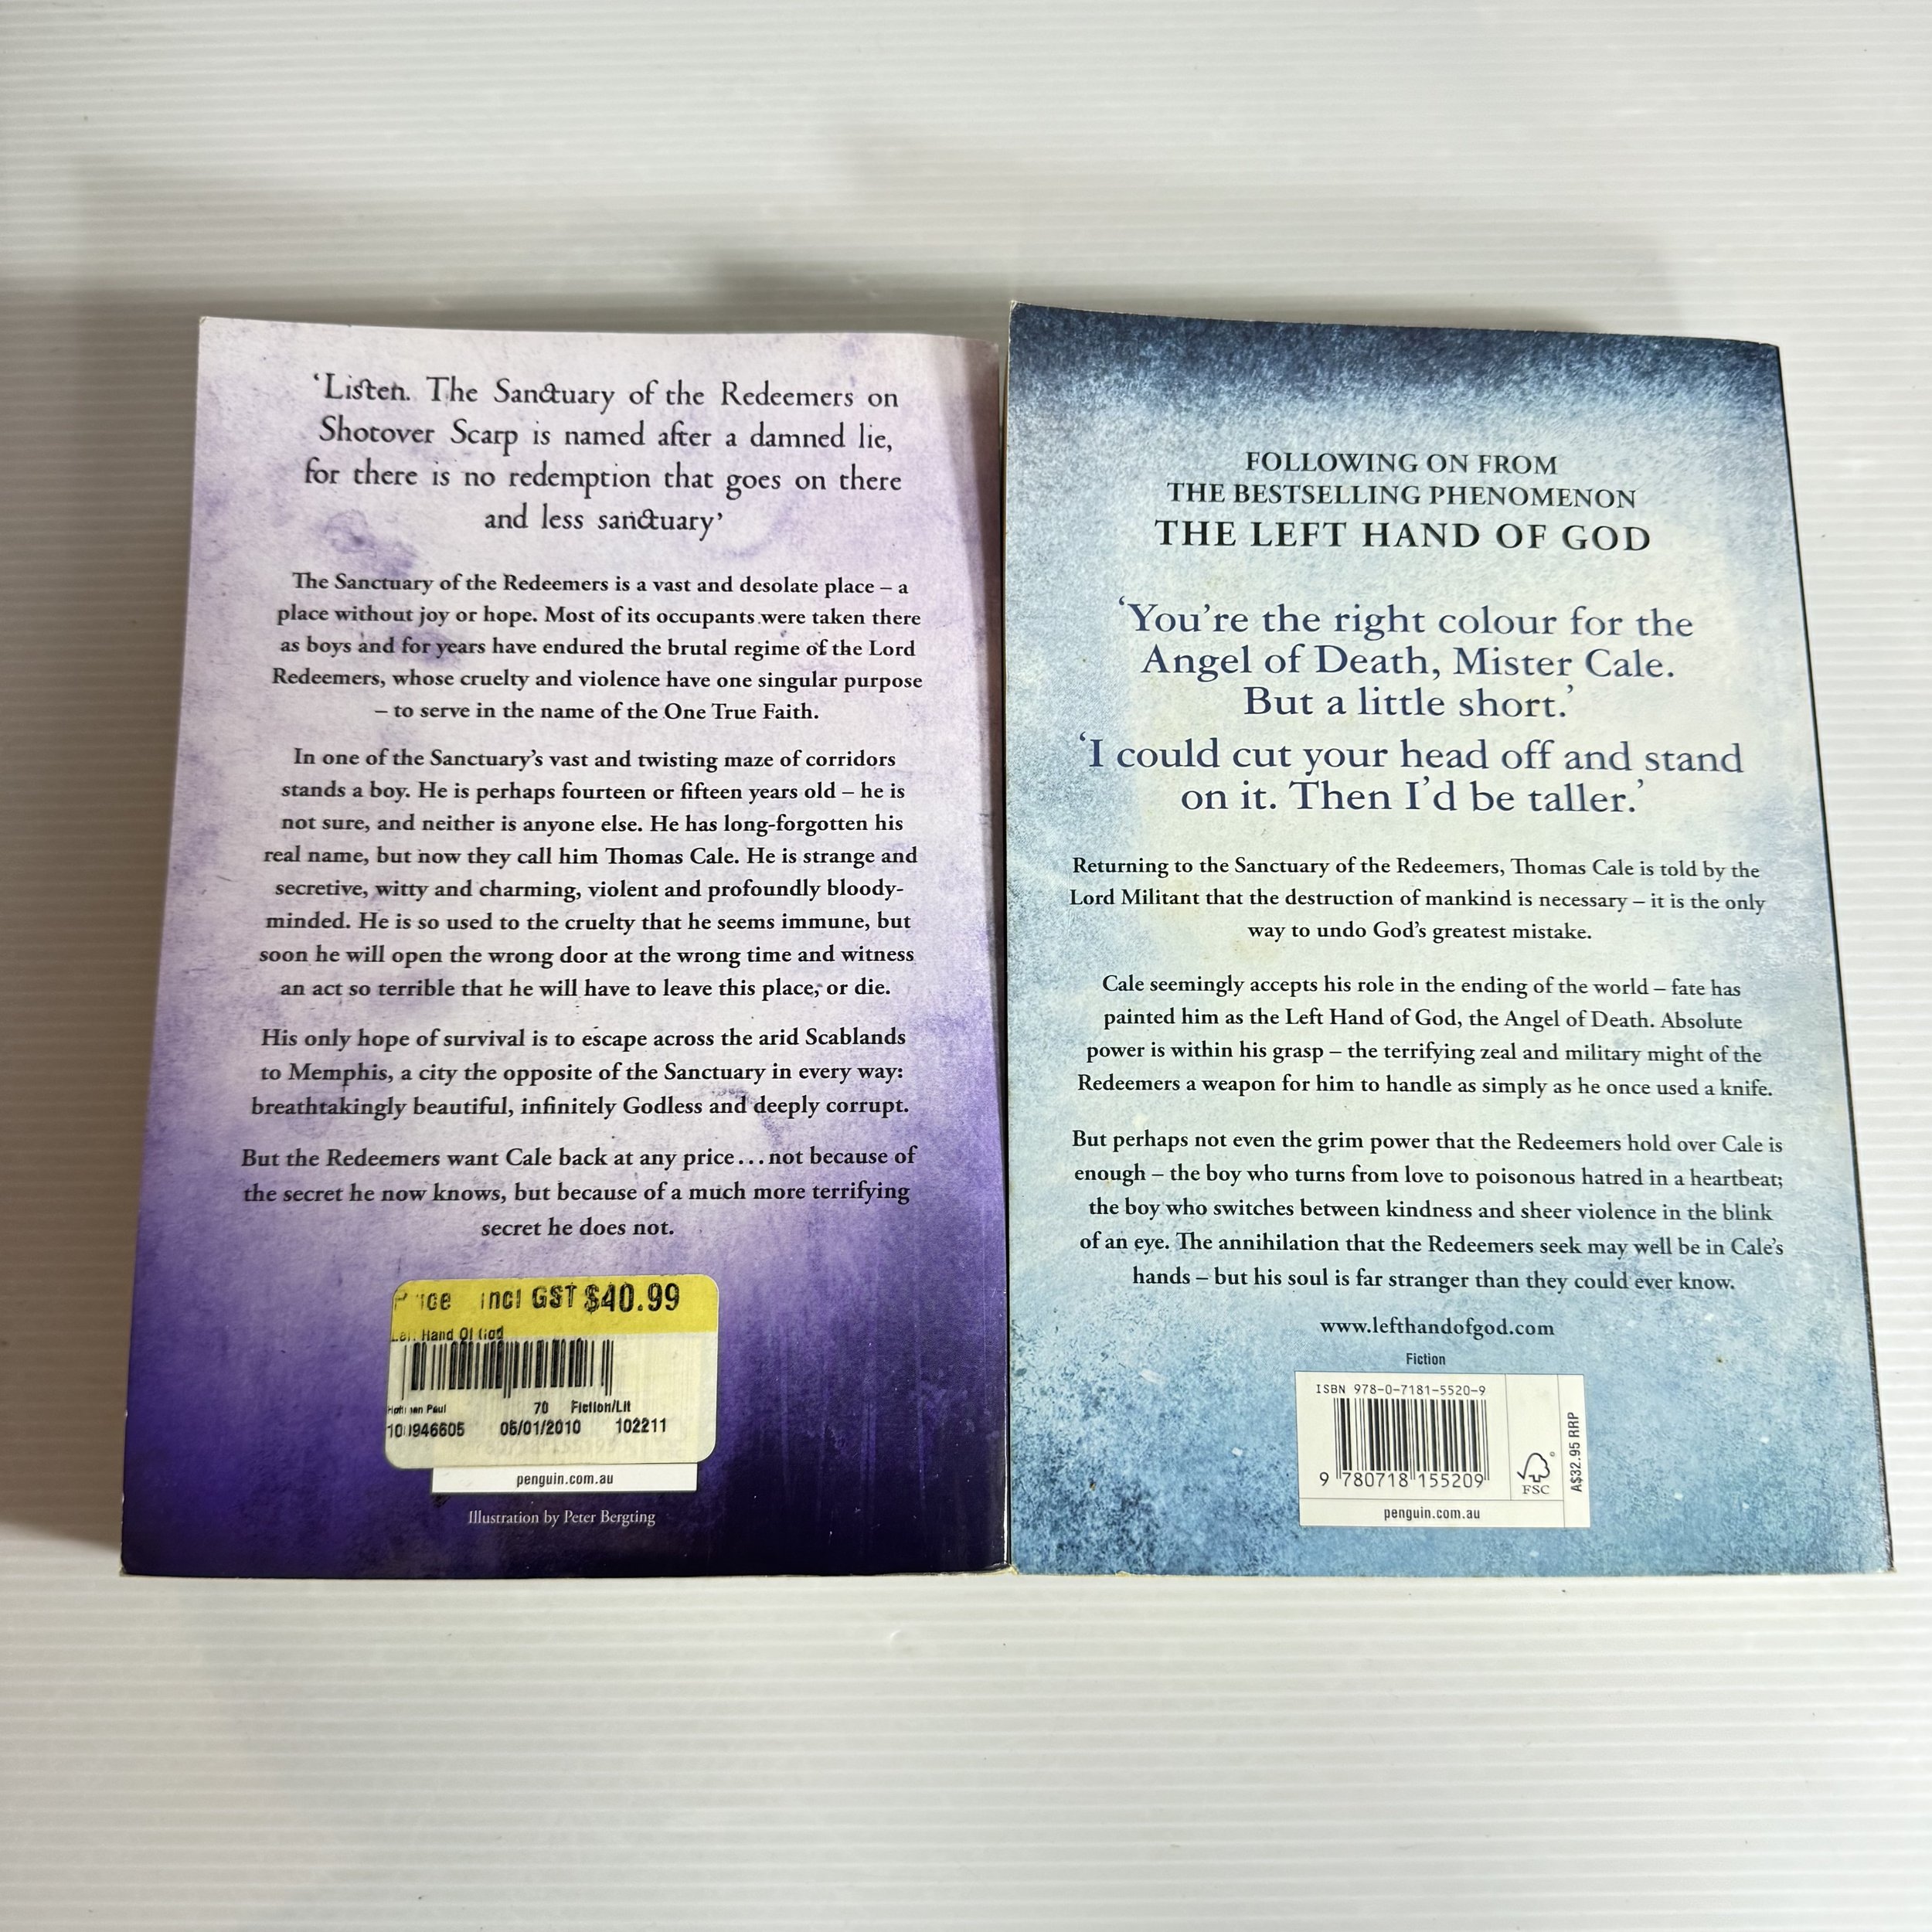 ‘Listen. The Sanctuary of the Redeemers on
Shotover Scarp is named after a damned lie,
for there is no redemption that goes on there
and less sanctuary’
The Sanctuary of the Redeemers is a vast and desolate place – a
place without joy or hope. Most of its occupants were taken there
as boys and for years have endured the brutal regime of the Lord
Redeemers, whose cruelty and violence have one singular purpose
– to serve in the name of the One True Faith.
In one of the Sanctuary’s vast and twisting maze of corridors
stands a boy. He is perhaps fourteen or fifteen years old – he is
not sure, and neither is anyone else. He has long-forgotten his
real name, but now they call him Thomas Cale. He is strange and
secretive, witty and charming, violent and profoundly bloody-
minded. He is so used to the cruelty that he seems immune, but
soon he will open the wrong door at the wrong time and witness
an act so terrible that he will have to leave this place, or die.
His only hope of survival is to escape across the arid Scablands
to Memphis, a city the opposite of the Sanctuary in every way:
breathtakingly beautiful, infinitely Godless and deeply corrupt.
But the Redeemers want Cale back at any price...not because of
the secret he now knows, but because of a much more terrifying
secret he does not.
Price incl GST $40.99
Left Hand Of God
Paul 70 Fiction/Lit
05/01/2010 102211
penguin.com.au
Illustration by Peter Bergting
FOLLOWING ON FROM
THE BESTSELLING PHENOMENON
THE LEFT HAND OF GOD
‘You’re the right colour for the
Angel of Death, Mister Cale.
But a little short.’
‘I could cut your head off and stand
on it. Then I’d be taller.’
Returning to the Sanctuary of the Redeemers, Thomas Cale is told by the
Lord Militant that the destruction of mankind is necessary – it is the only
way to undo God’s greatest mistake.
Cale seemingly accepts his role in the ending of the world – fate has
painted him as the Left Hand of God, the Angel of Death. Absolute
power is within his grasp – the terrifying zeal and military might of the
Redeemers a weapon for him to handle as simply as he once used a knife.
But perhaps not even the grim power that the Redeemers hold over Cale is
enough – the boy who turns from love to poisonous hatred in a heartbeat;
the boy who switches between kindness and sheer violence in the blink
of an eye. The annihilation that the Redeemers seek may well be in Cale’s
hands – but his soul is far stranger than they could ever know.
www.lefthandofgod.com
Fiction
ISBN 978-0-7181-5520-9
9 780718 155209
FSC
A$32.95 RRP
penguin.com.au